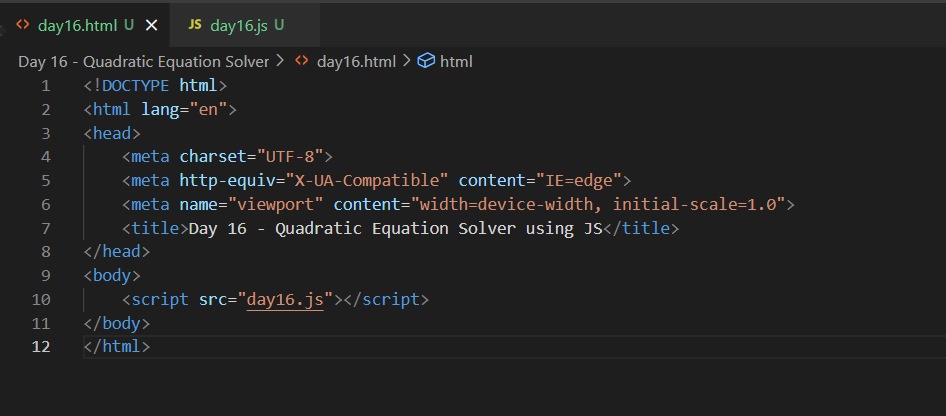 <> day16.html U × JS day16.js U
Day 16 - Quadratic Equation Solver > <> day16.html > html
1 <!DOCTYPE html>
2 <html lang="en">
3 <head>
4     <meta charset="UTF-8">
5     <meta http-equiv="X-UA-Compatible" content="IE=edge">
6     <meta name="viewport" content="width=device-width, initial-scale=1.0">
7     <title>Day 16 - Quadratic Equation Solver using JS</title>
8 </head>
9 <body>
10     <script src="day16.js"></script>
11 </body>
12 </html>